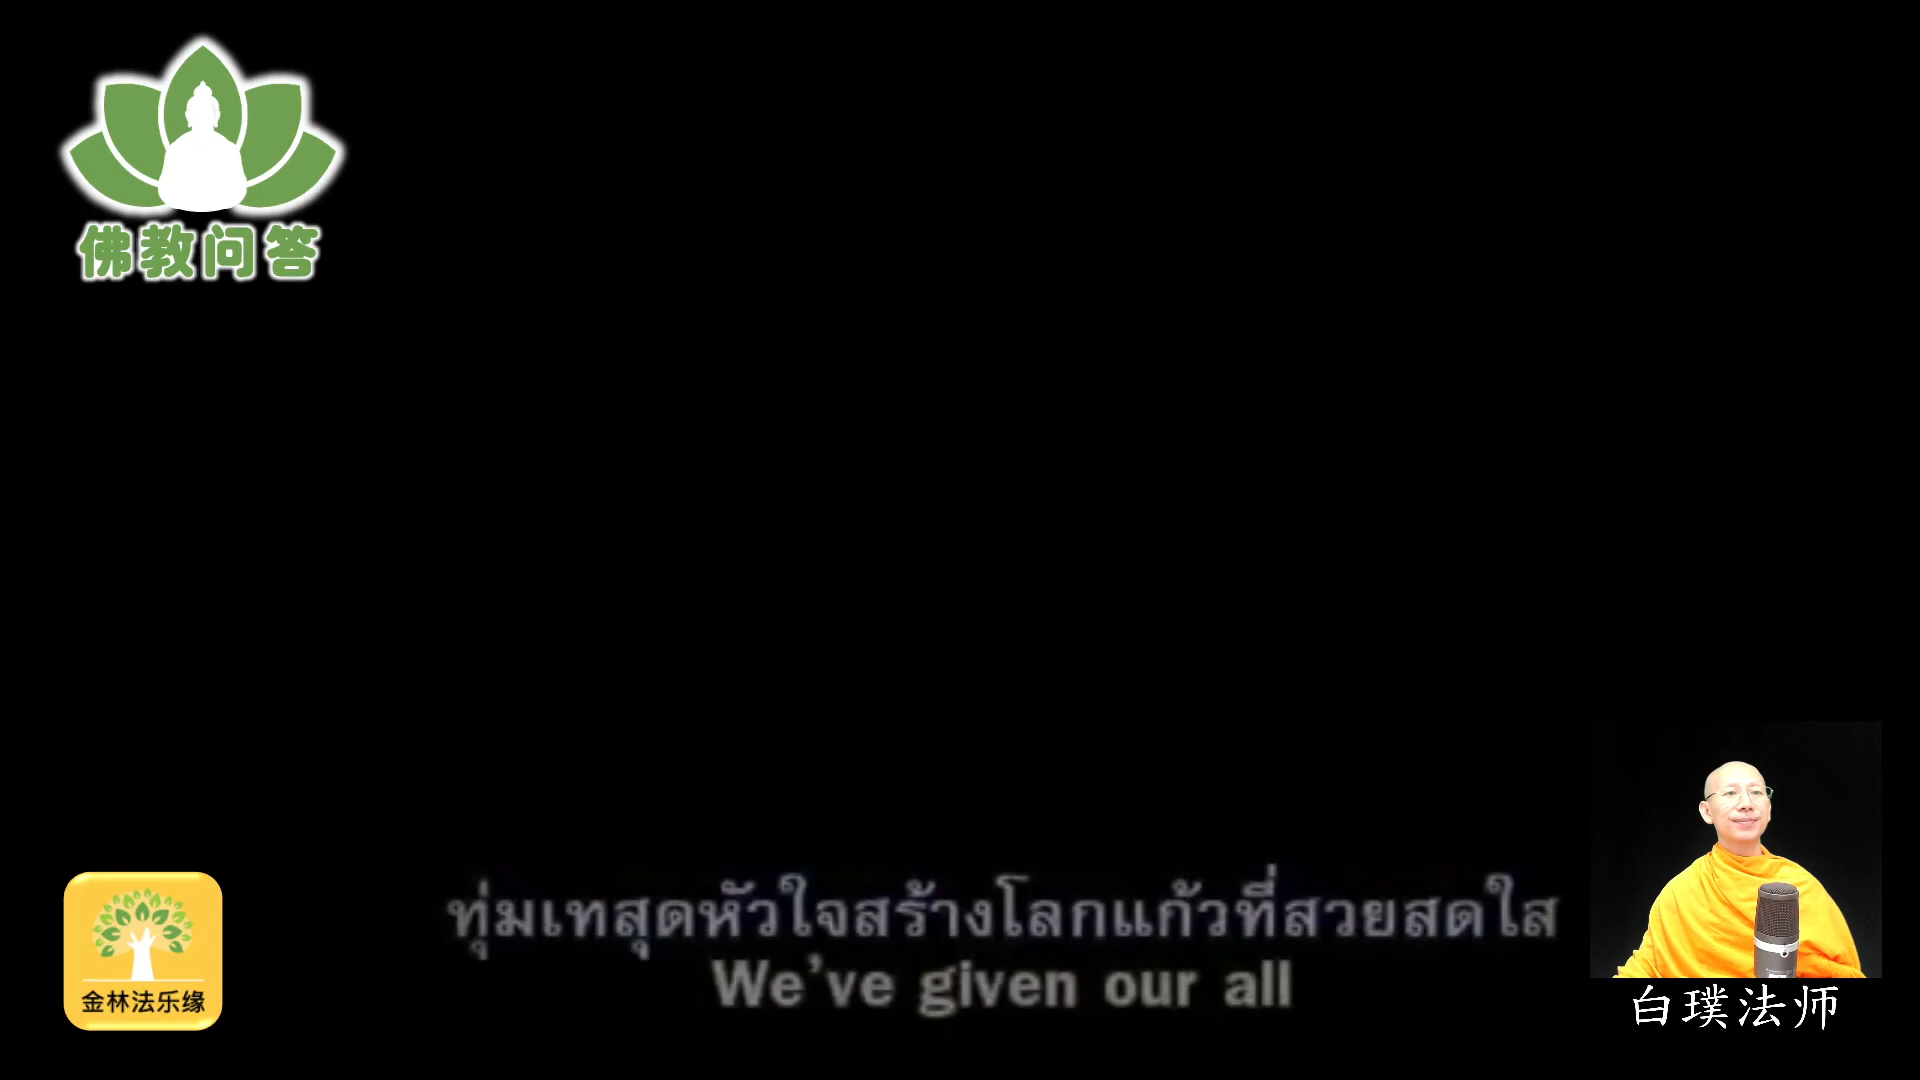 佛教问答
ทุ่มเทสุดหัวใจสร้างโลกแก้วที่สวยสดใส
We've given our all
金林法乐缘
白璞法师